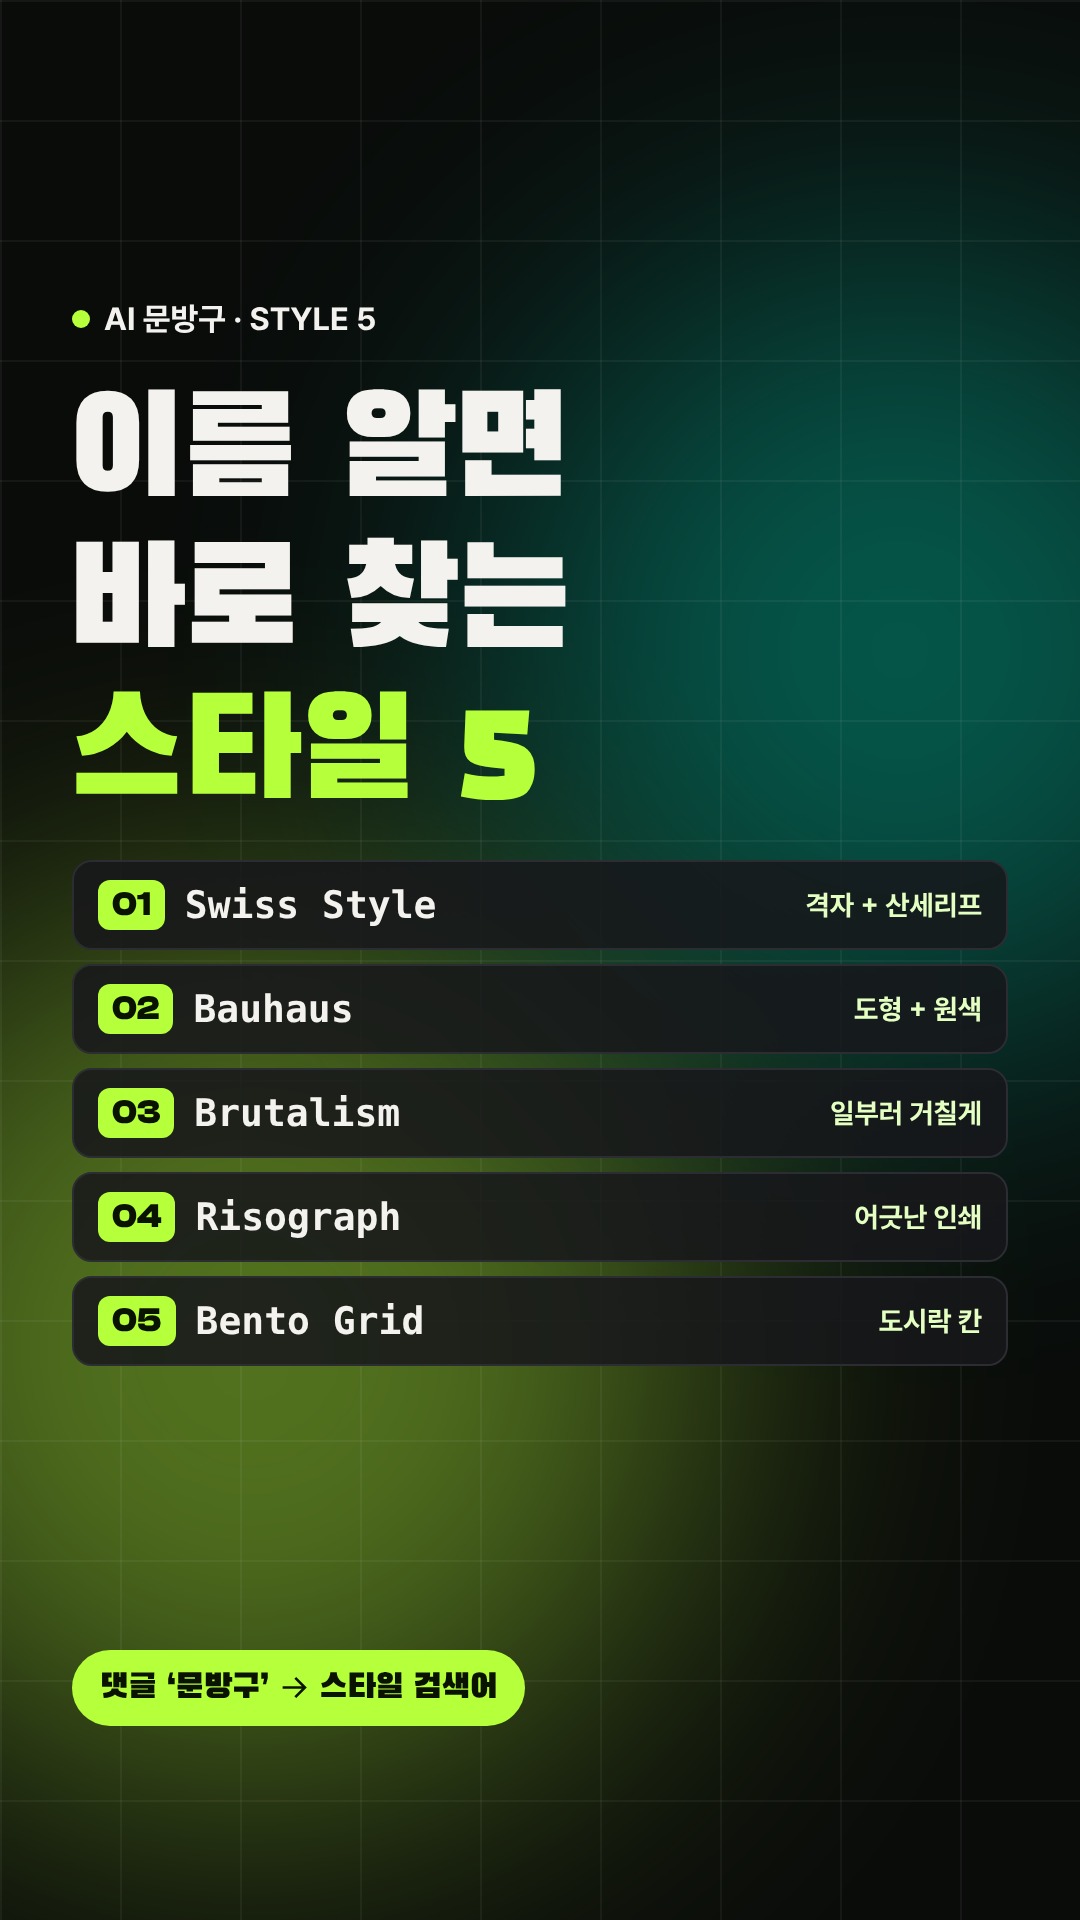 AI 문방구 · STYLE 5
이름 알면
바로 찾는
스타일 5
01 Swiss Style 격자 + 산세리프
02 Bauhaus 도형 + 원색
03 Brutalism 일부러 거칠게
04 Risograph 어긋난 인쇄
05 Bento Grid 도시락 칸
댓글 ‘문방구’ → 스타일 검색어